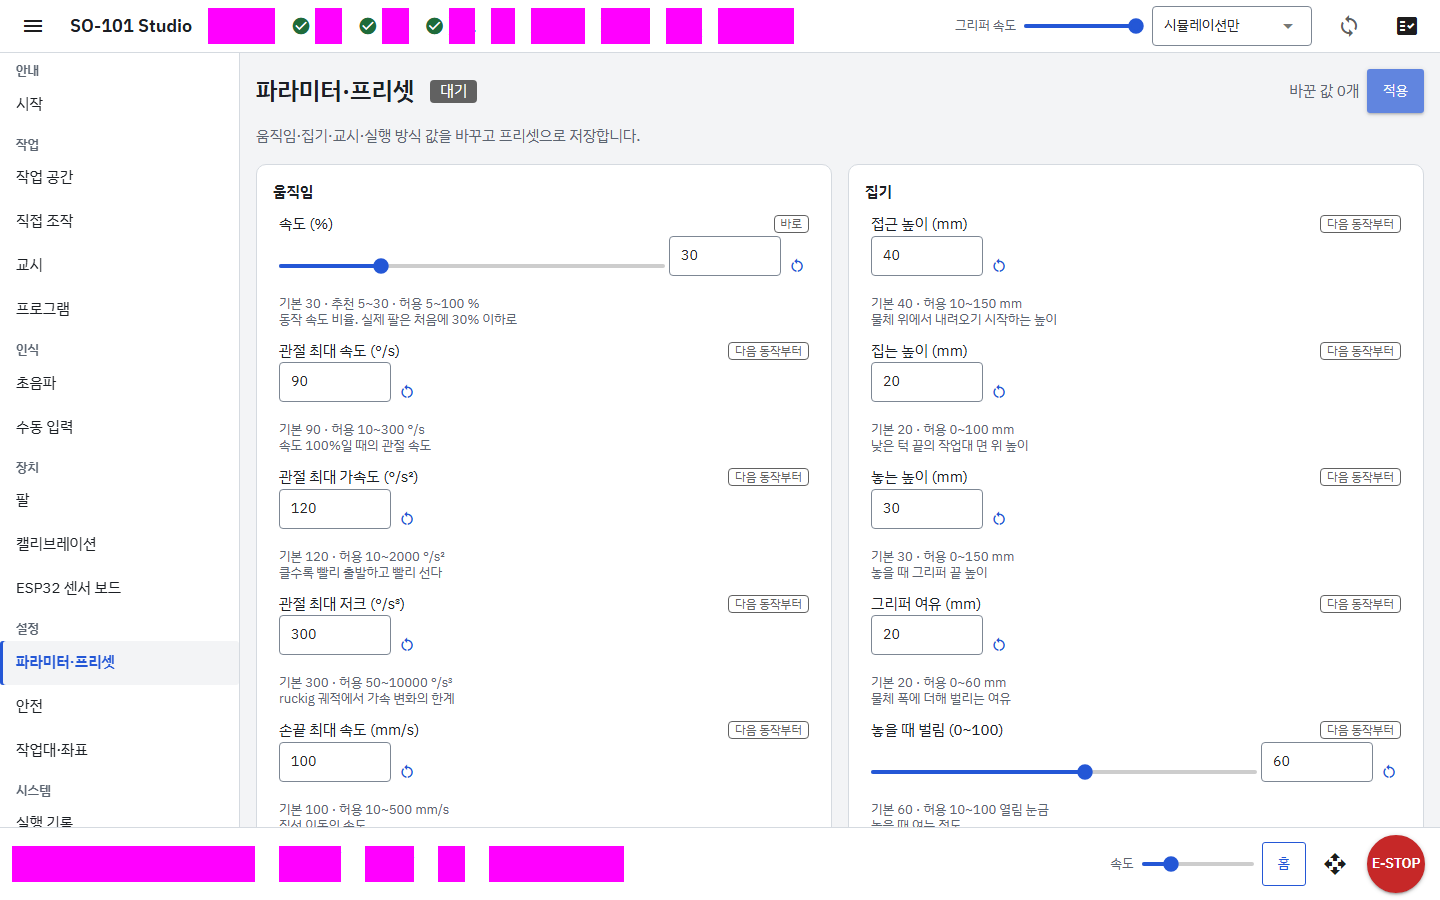 SO-101 Studio
그리퍼 속도
시뮬레이션만
안내
시작
작업
작업 공간
직접 조작
교시
프로그램
인식
초음파
수동 입력
장치
팔
캘리브레이션
ESP32 센서 보드
설정
파라미터·프리셋
안전
작업대·좌표
시스템
실행 기록
파라미터·프리셋
대기
바꾼 값 0개
적용
움직임·집기·교시·실행 방식 값을 바꾸고 프리셋으로 저장합니다.
움직임
속도 (%)
바로
30
기본 30 · 추천 5~30 · 허용 5~100 %
동작 속도 비율. 실제 팔은 처음에 30% 이하로
관절 최대 속도 (°/s)
다음 동작부터
90
기본 90 · 허용 10~300 °/s
속도 100%일 때의 관절 속도
관절 최대 가속도 (°/s²)
다음 동작부터
120
기본 120 · 허용 10~2000 °/s²
클수록 빨리 출발하고 빨리 선다
관절 최대 저크 (°/s³)
다음 동작부터
300
기본 300 · 허용 50~10000 °/s³
ruckig 궤적에서 가속 변화의 한계
손끝 최대 속도 (mm/s)
다음 동작부터
100
기본 100 · 허용 10~500 mm/s
직선 이동의 속도
집기
접근 높이 (mm)
다음 동작부터
40
기본 40 · 허용 10~150 mm
물체 위에서 내려오기 시작하는 높이
집는 높이 (mm)
다음 동작부터
20
기본 20 · 허용 0~100 mm
낮은 턱 끝의 작업대 면 위 높이
놓는 높이 (mm)
다음 동작부터
30
기본 30 · 허용 0~150 mm
놓을 때 그리퍼 끝 높이
그리퍼 여유 (mm)
다음 동작부터
20
기본 20 · 허용 0~60 mm
물체 폭에 더해 벌리는 여유
놓을 때 벌림 (0~100)
다음 동작부터
60
기본 60 · 허용 10~100 열림 눈금
놓을 때 여는 정도
속도
홈
E-STOP